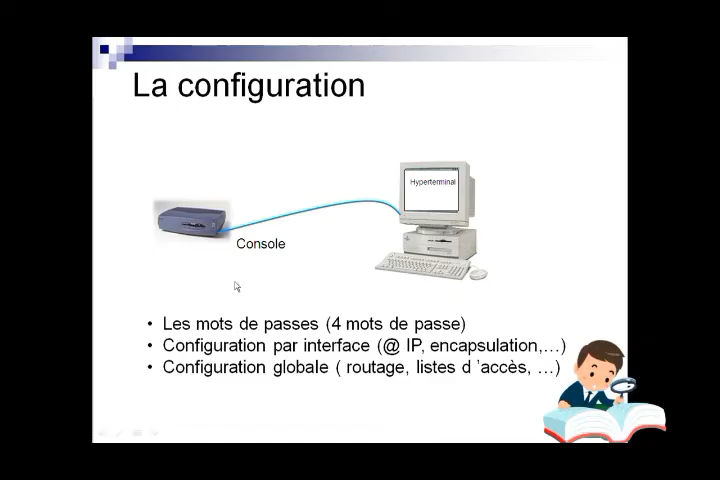 La configuration
Hyperterminal
Console
• Les mots de passes (4 mots de passe)
• Configuration par interface (@ IP, encapsulation,...)
• Configuration globale ( routage, listes d 'accès, ...)